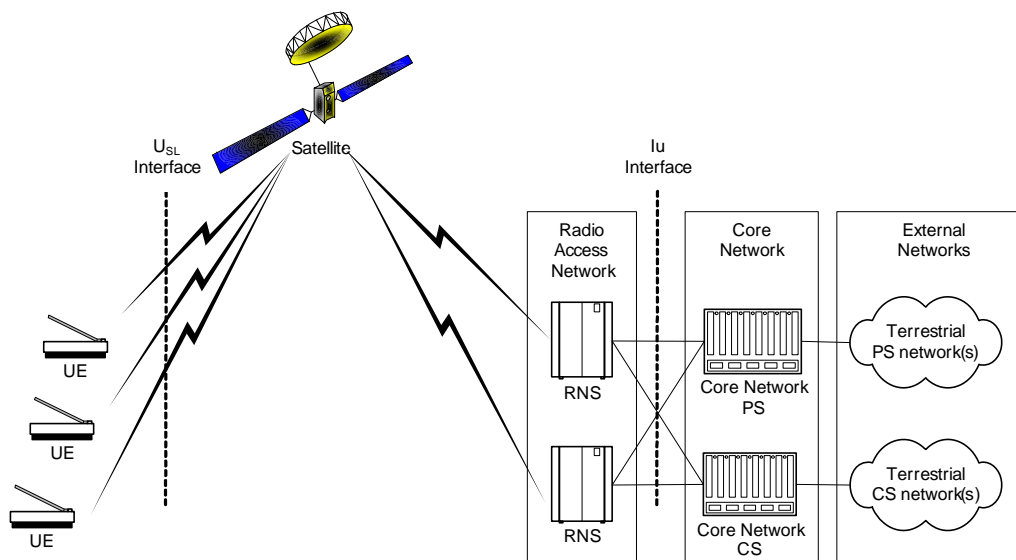 U_SL
Interface
Satellite
Iu
Interface
Radio
Access
Network
Core
Network
External
Networks
UE
UE
UE
RNS
RNS
Core Network
PS
Core Network
CS
Terrestrial
PS network(s)
Terrestrial
CS network(s)